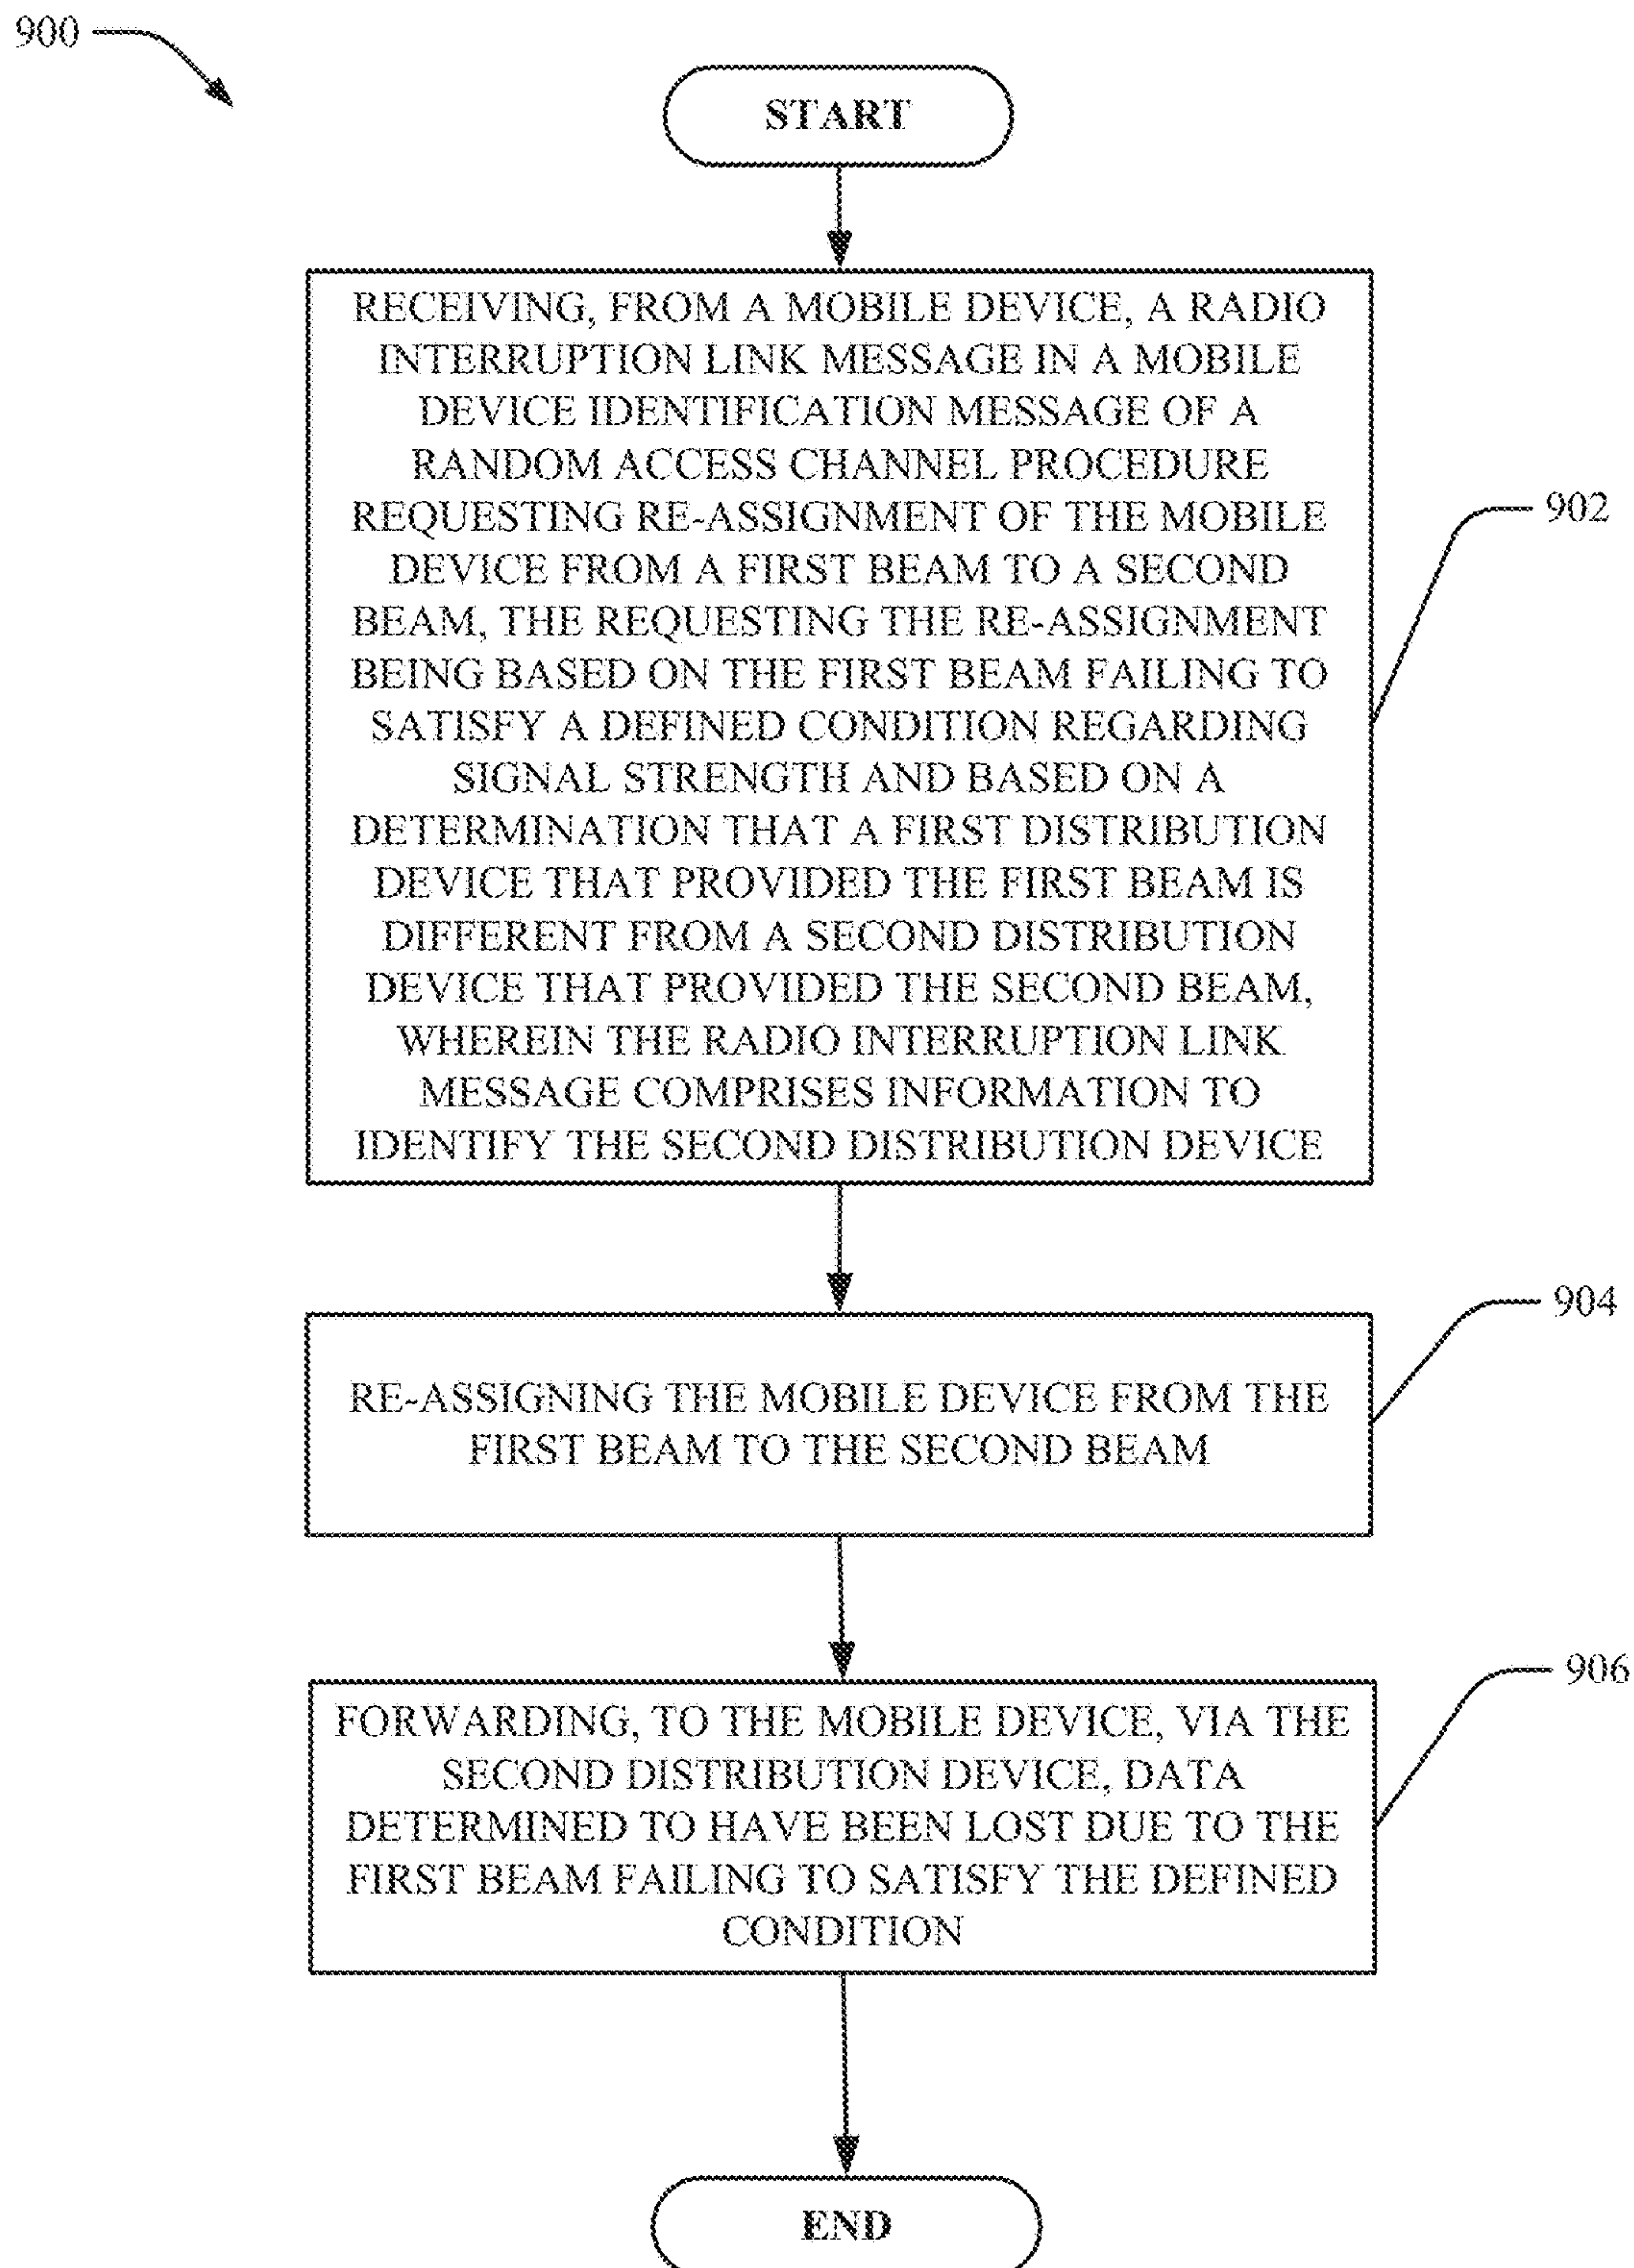 900
START
RECEIVING, FROM A MOBILE DEVICE, A RADIO
INTERRUPTION LINK MESSAGE IN A MOBILE
DEVICE IDENTIFICATION MESSAGE OF A
RANDOM ACCESS CHANNEL PROCEDURE
REQUESTING RE-ASSIGNMENT OF THE MOBILE
DEVICE FROM A FIRST BEAM TO A SECOND
BEAM, THE REQUESTING THE RE-ASSIGNMENT
BEING BASED ON THE FIRST BEAM FAILING TO
SATISFY A DEFINED CONDITION REGARDING
SIGNAL STRENGTH AND BASED ON A
DETERMINATION THAT A FIRST DISTRIBUTION
DEVICE THAT PROVIDED THE FIRST BEAM IS
DIFFERENT FROM A SECOND DISTRIBUTION
DEVICE THAT PROVIDED THE SECOND BEAM,
WHEREIN THE RADIO INTERRUPTION LINK
MESSAGE COMPRISES INFORMATION TO
IDENTIFY THE SECOND DISTRIBUTION DEVICE
902
RE-ASSIGNING THE MOBILE DEVICE FROM THE
FIRST BEAM TO THE SECOND BEAM
904
FORWARDING, TO THE MOBILE DEVICE, VIA THE
SECOND DISTRIBUTION DEVICE, DATA
DETERMINED TO HAVE BEEN LOST DUE TO THE
FIRST BEAM FAILING TO SATISFY THE DEFINED
CONDITION
906
END